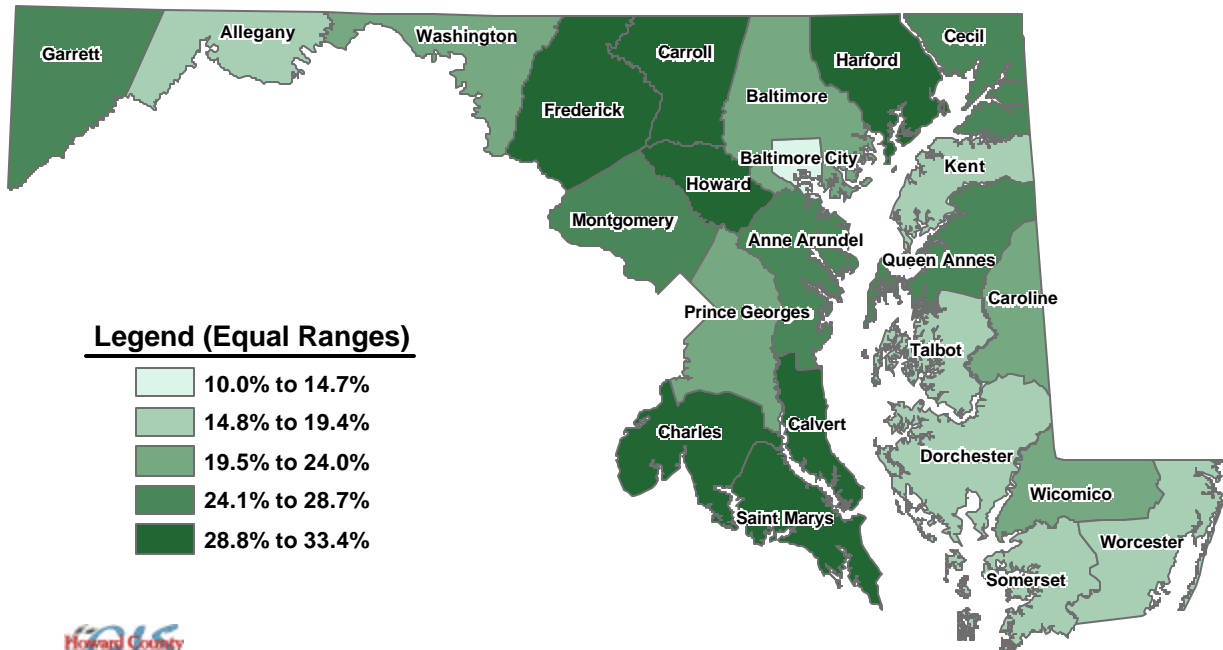 Garrett
Allegany
Washington
Frederick
Carroll
Baltimore
Harford
Cecil
Baltimore City
Kent
Howard
Montgomery
Anne Arundel
Queen Annes
Caroline
Prince Georges
Talbot
Charles
Calvert
Dorchester
Saint Marys
Wicomico
Worcester
Somerset
Legend (Equal Ranges)
10.0% to 14.7%
14.8% to 19.4%
19.5% to 24.0%
24.1% to 28.7%
28.8% to 33.4%
Howard County
GIS